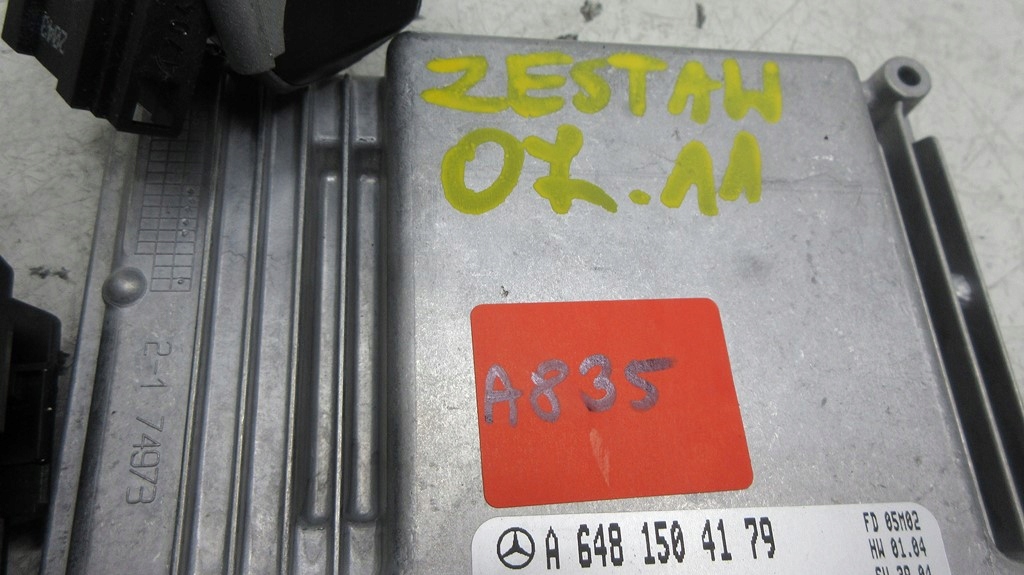 ZESTAW
07.11
A835
A 648 150 41 79
FD 05M02
HW 01.04
2-1 74973